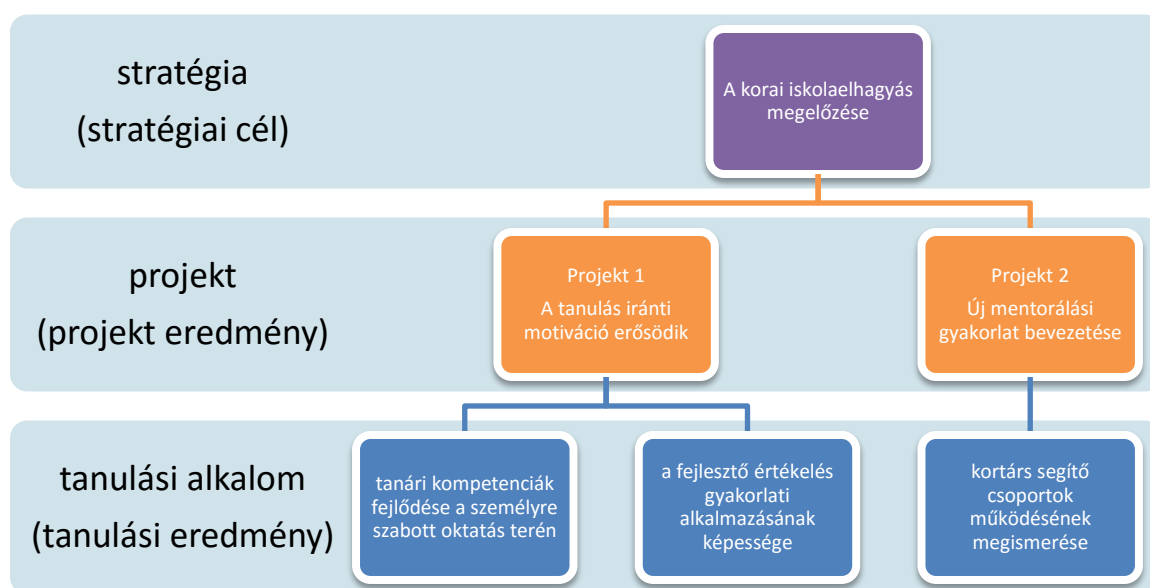 stratégia
(stratégiai cél)
A korai iskolaelhagyás
megelőzése
projekt
(projekt eredmény)
Projekt 1
A tanulás iránti
motiváció erősödik
Projekt 2
Új mentorálási
gyakorlat bevezetése
tanulási alkalom
(tanulási eredmény)
tanári kompetenciák
fejlődése a személyre
szabott oktatás terén
a fejlesztő értékelés
gyakorlati
alkalmazásának
képessége
kortárs segítő
csoportok
működésének
megismerése